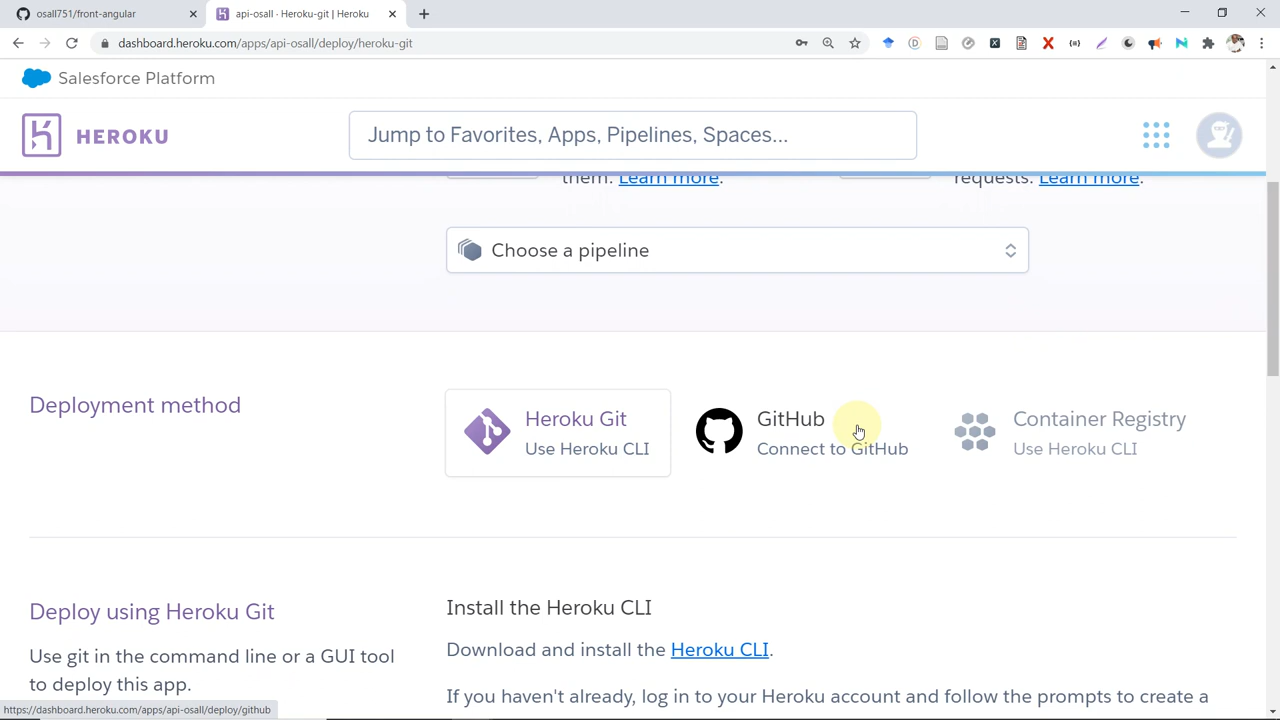 osall751/front-angular
api-osall · Heroku-git | Heroku
dashboard.heroku.com/apps/api-osall/deploy/heroku-git
Salesforce Platform
HEROKU
Jump to Favorites, Apps, Pipelines, Spaces...
them. Learn more.
requests. Learn more.
Choose a pipeline
Deployment method
Heroku Git
Use Heroku CLI
GitHub
Connect to GitHub
Container Registry
Use Heroku CLI
Deploy using Heroku Git
Use git in the command line or a GUI tool
to deploy this app.
Install the Heroku CLI
Download and install the Heroku CLI.
If you haven't already, log in to your Heroku account and follow the prompts to create a
https://dashboard.heroku.com/apps/api-osall/deploy/github